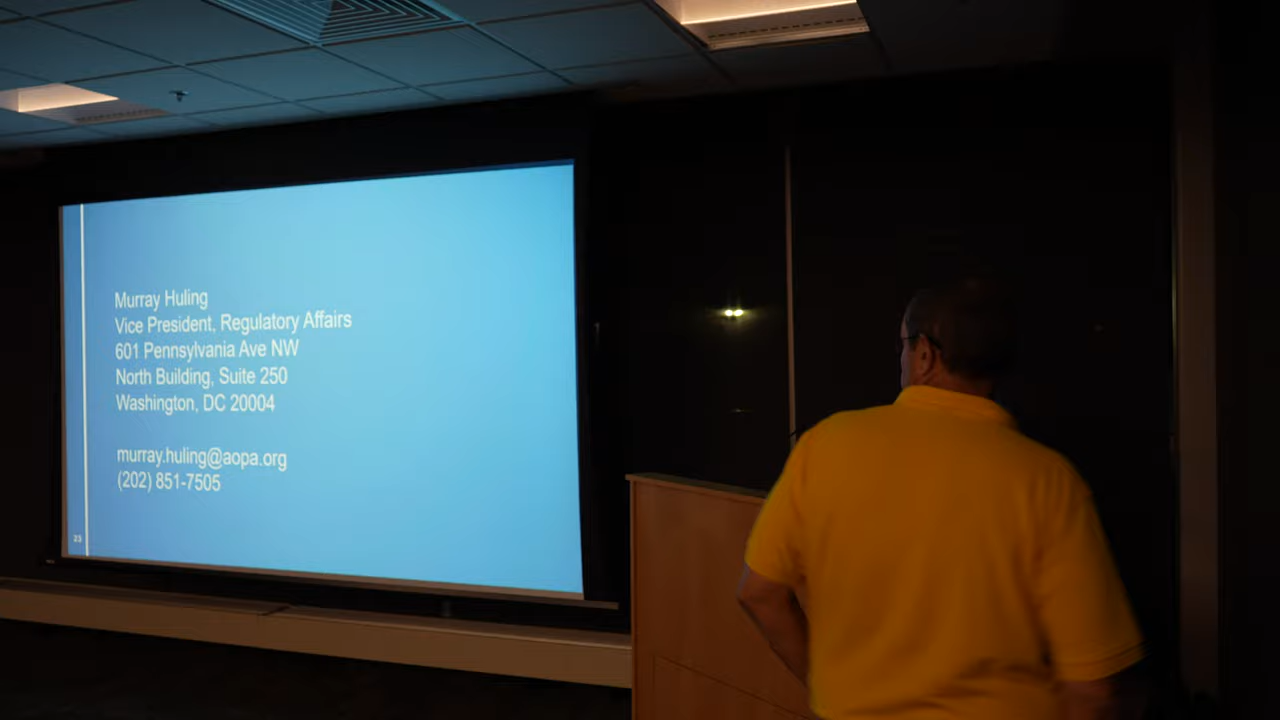 Murray Huling
Vice President, Regulatory Affairs
601 Pennsylvania Ave NW
North Building, Suite 250
Washington, DC 20004
murray.huling@aopa.org
(202) 851-7505
23